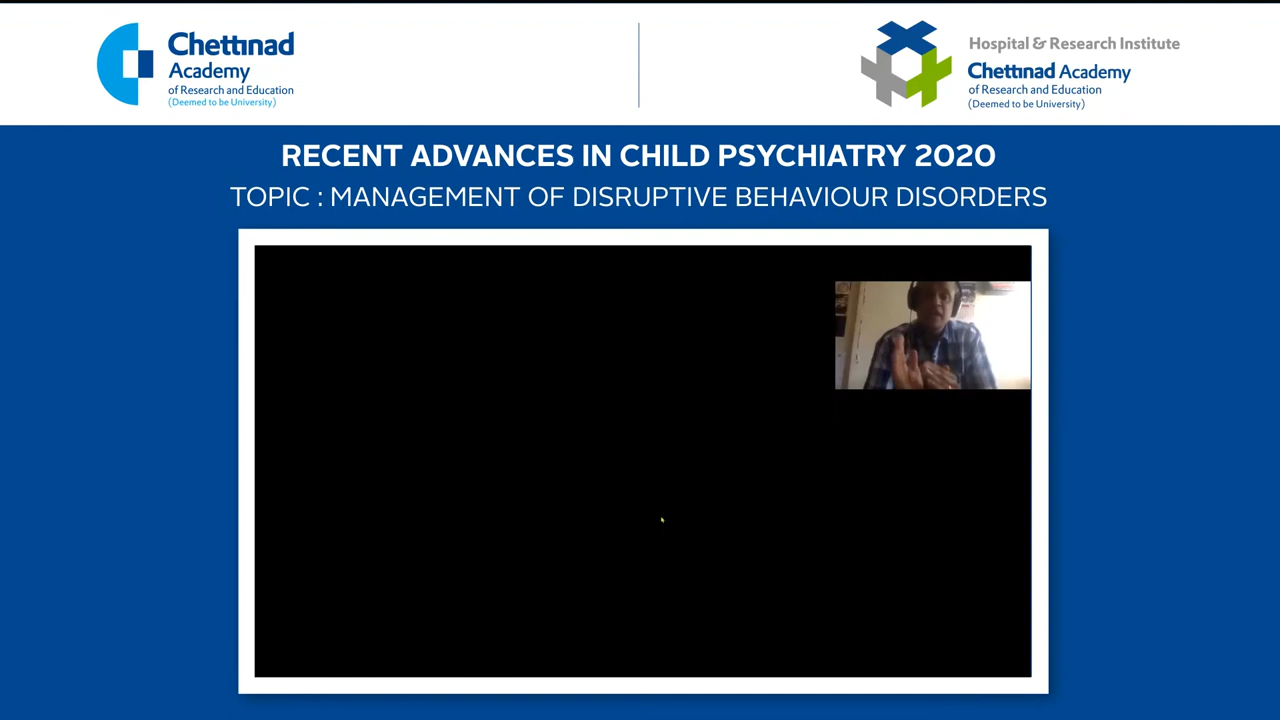 Chettinad
Academy
of Research and Education
(Deemed to be University)
Hospital & Research Institute
Chettinad Academy
of Research and Education
(Deemed to be University)
RECENT ADVANCES IN CHILD PSYCHIATRY 2020
TOPIC : MANAGEMENT OF DISRUPTIVE BEHAVIOUR DISORDERS